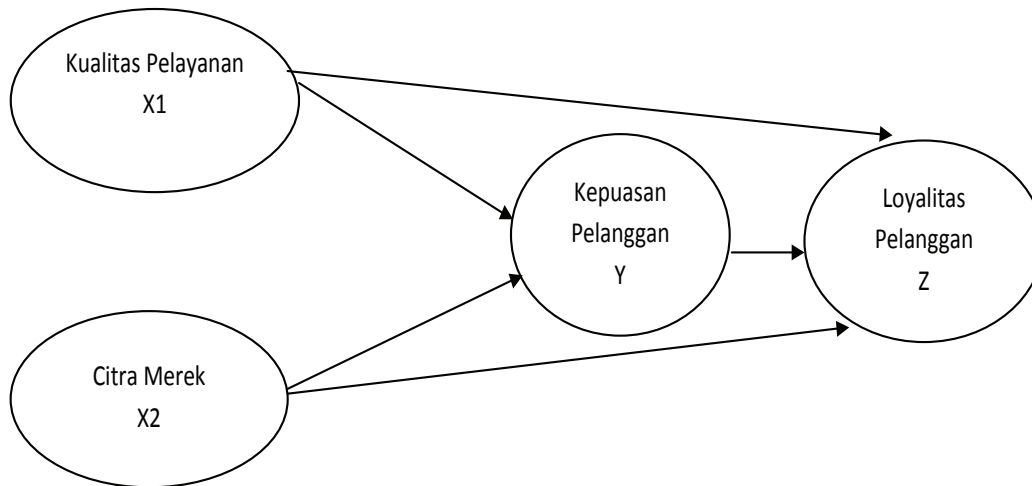 Kualitas Pelayanan
X1
Kepuasan
Pelanggan
Y
Loyalitas
Pelanggan
Z
Citra Merek
X2